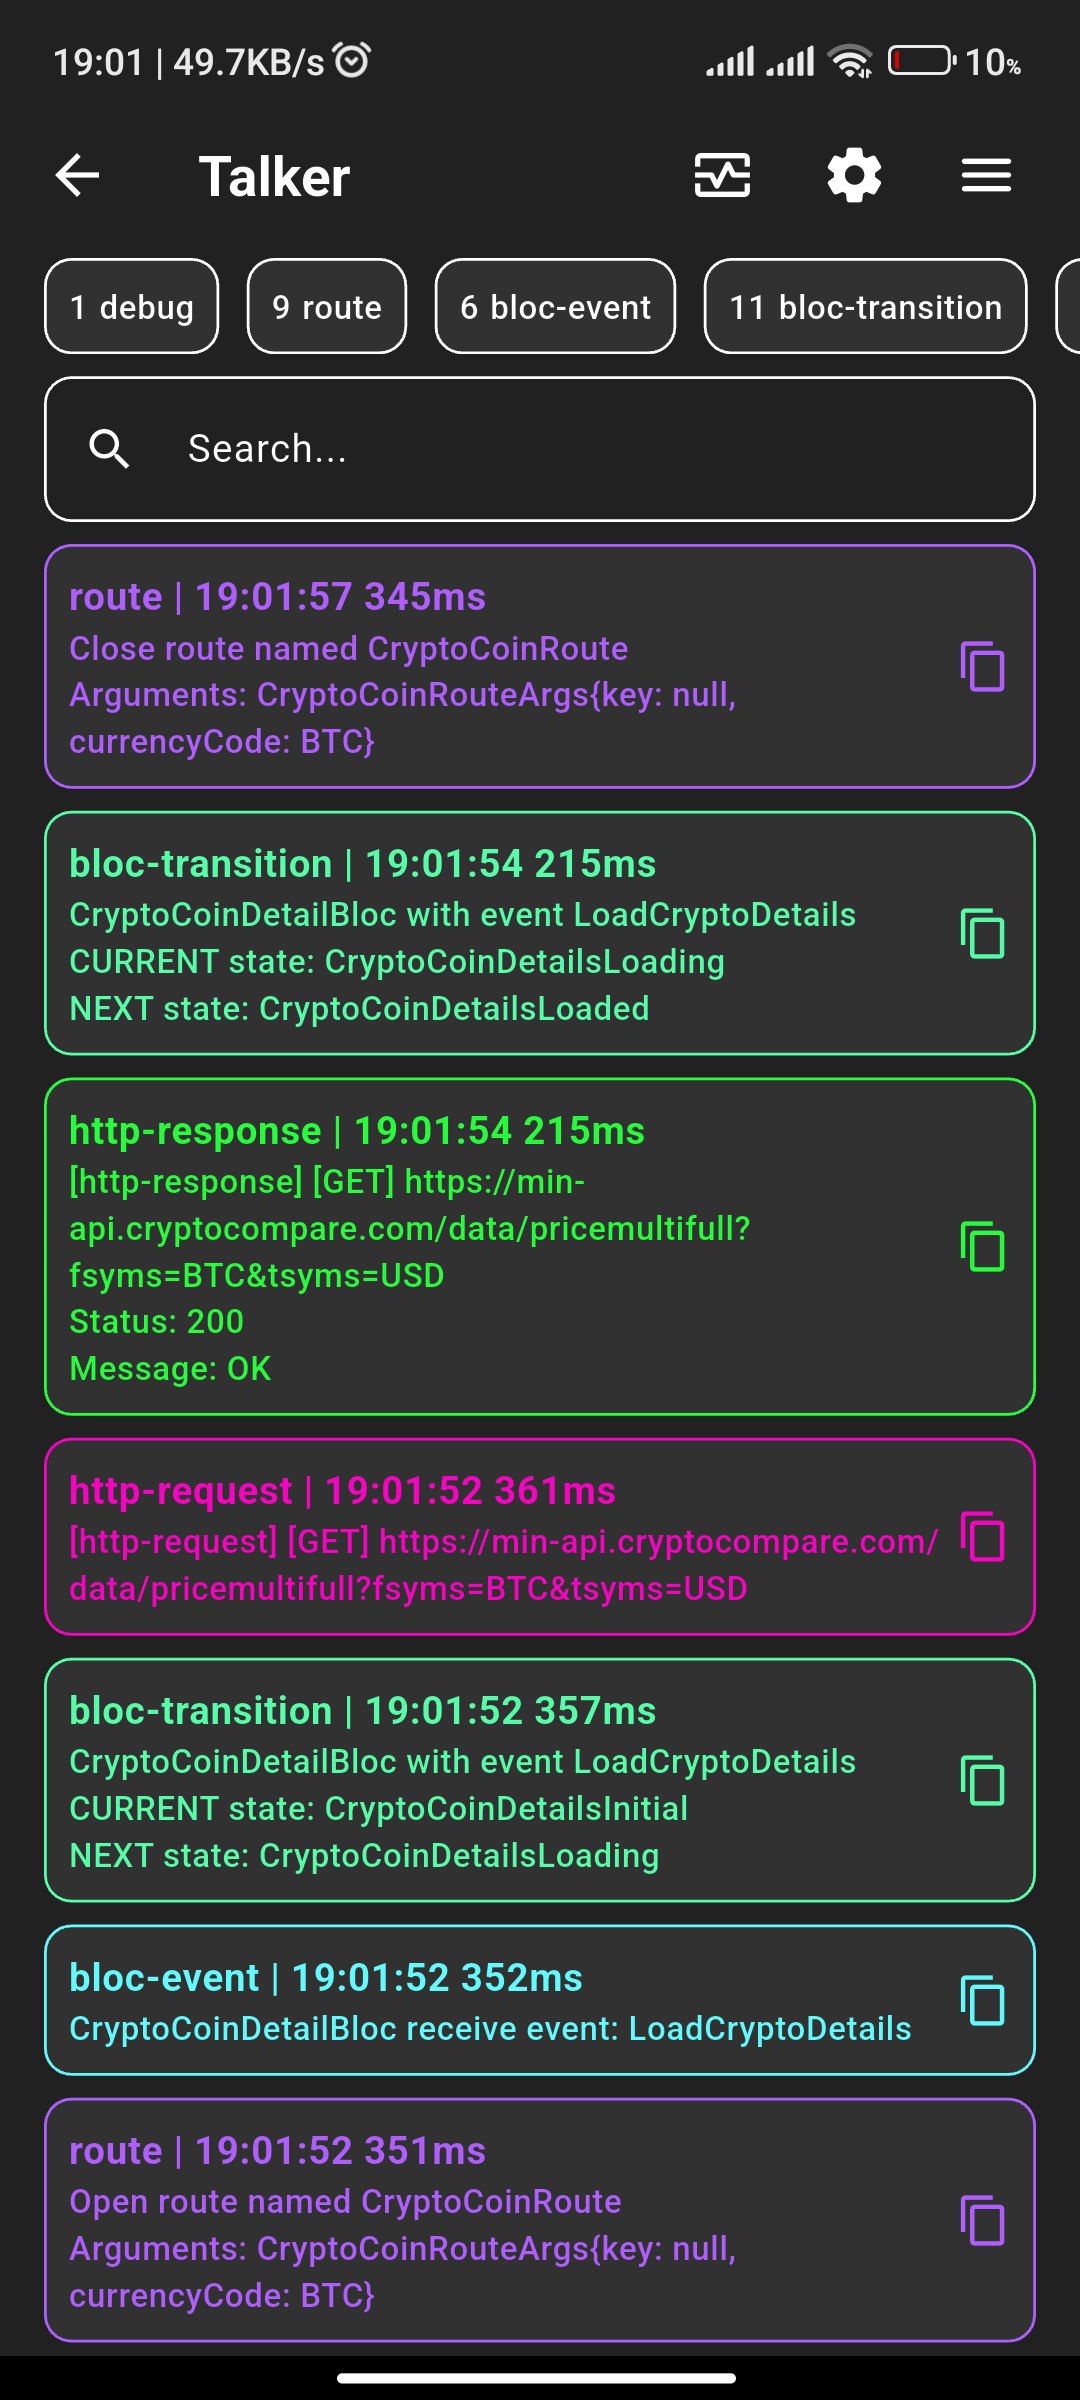 19:01 | 49.7KB/s 10%
Talker
1 debug 9 route 6 bloc-event 11 bloc-transition
Search...
route | 19:01:57 345ms
Close route named CryptoCoinRoute
Arguments: CryptoCoinRouteArgs{key: null,
currencyCode: BTC}
bloc-transition | 19:01:54 215ms
CryptoCoinDetailBloc with event LoadCryptoDetails
CURRENT state: CryptoCoinDetailsLoading
NEXT state: CryptoCoinDetailsLoaded
http-response | 19:01:54 215ms
[http-response] [GET] https://min-
api.cryptocompare.com/data/pricemultifull?
fsyms=BTC&tsyms=USD
Status: 200
Message: OK
http-request | 19:01:52 361ms
[http-request] [GET] https://min-api.cryptocompare.com/
data/pricemultifull?fsyms=BTC&tsyms=USD
bloc-transition | 19:01:52 357ms
CryptoCoinDetailBloc with event LoadCryptoDetails
CURRENT state: CryptoCoinDetailsInitial
NEXT state: CryptoCoinDetailsLoading
bloc-event | 19:01:52 352ms
CryptoCoinDetailBloc receive event: LoadCryptoDetails
route | 19:01:52 351ms
Open route named CryptoCoinRoute
Arguments: CryptoCoinRouteArgs{key: null,
currencyCode: BTC}